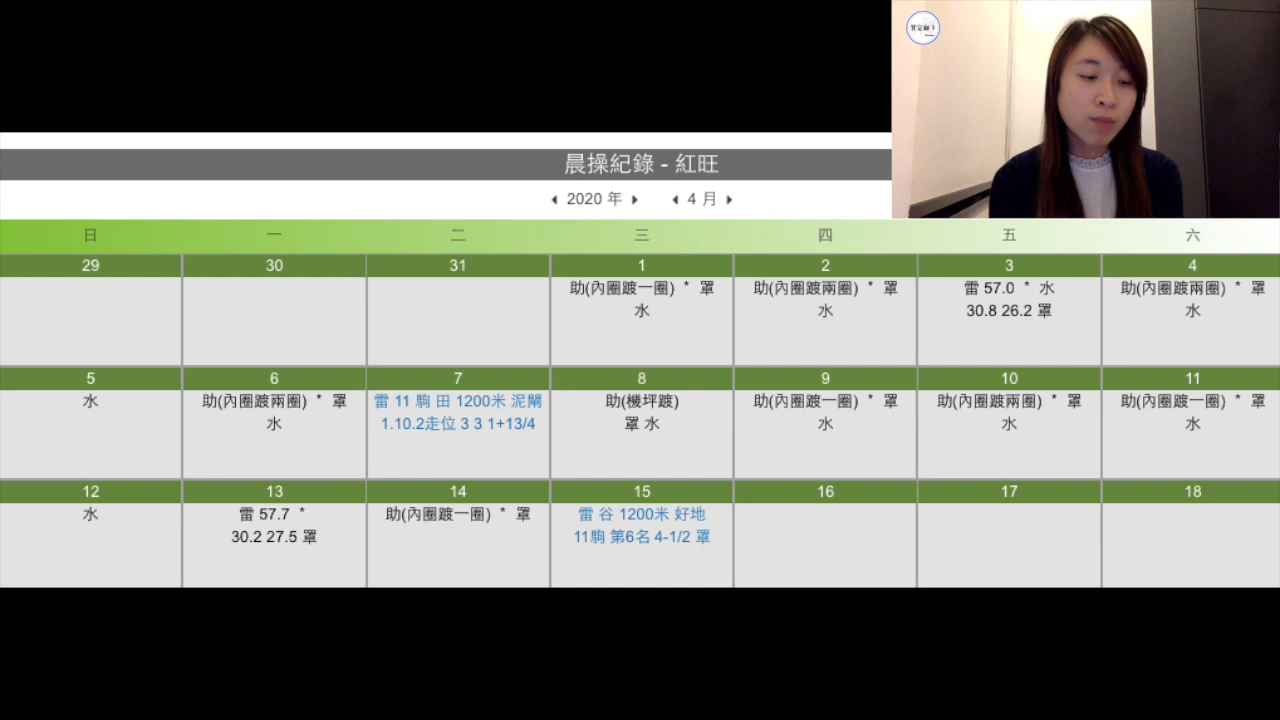 晨操紀錄 - 紅旺
2020 年 4 月
日 一 二 三 四 五 六
29 30 31 1 2 3 4
助(內圈踱一圈) * 罩
水
助(內圈踱兩圈) * 罩
水
雷 57.0 * 水
30.8 26.2 罩
助(內圈踱兩圈) * 罩
水
5 6 7 8 9 10 11
水
助(內圈踱兩圈) * 罩
水
雷 11 駒 田 1200米 泥閘
1.10.2走位 3 3 1+13/4
助(機坪踱)
罩 水
助(內圈踱一圈) * 罩
水
助(內圈踱兩圈) * 罩
水
助(內圈踱一圈) * 罩
水
12 13 14 15 16 17 18
水
雷 57.7 *
30.2 27.5 罩
助(內圈踱一圈) * 罩
雷 谷 1200米 好地
11駒 第6名 4-1/2 罩